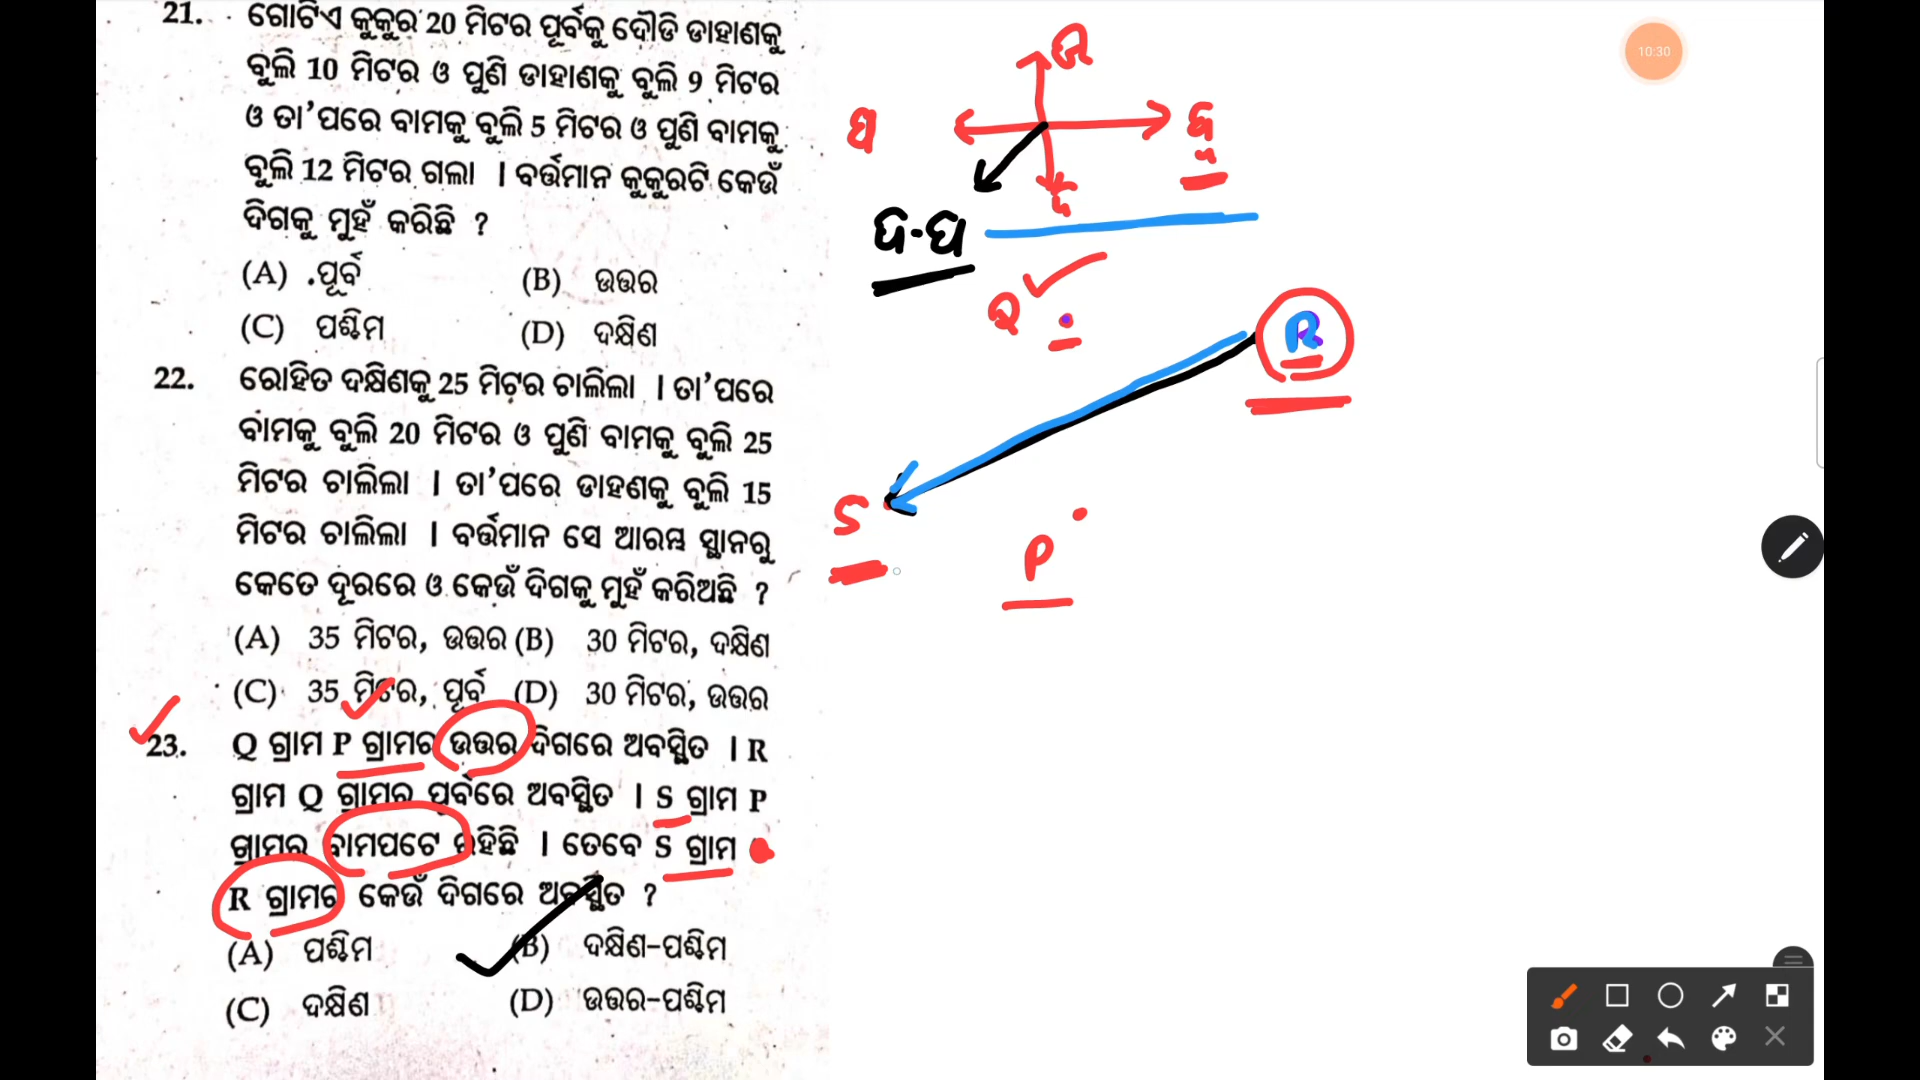 21. ଗୋଟିଏ କୁକୁର 20 ମିଟର ପୂର୍ବକୁ ଦୌଡି ଡାହାଣକୁ
ବୁଲି 10 ମିଟର ଓ ପୁଣି ଡାହାଣକୁ ବୁଲି 9 ମିଟର
ଓ ତା'ପରେ ବାମକୁ ବୁଲି 5 ମିଟର ଓ ପୁଣି ବାମକୁ
ବୁଲି 12 ମିଟର ଗଲା । ବର୍ତ୍ତମାନ କୁକୁରଟି କେଉଁ
ଦିଗକୁ ମୁହଁ କରିଛି ?
(A) ପୂର୍ବ (B) ଉତ୍ତର
(C) ପଶ୍ଚିମ (D) ଦକ୍ଷିଣ
22. ରୋହିତ ଦକ୍ଷିଣକୁ 25 ମିଟର ଚାଲିଲା । ତା'ପରେ
ବାମକୁ ବୁଲି 20 ମିଟର ଓ ପୁଣି ବାମକୁ ବୁଲି 25
ମିଟର ଚାଲିଲା । ତା'ପରେ ଡାହଣକୁ ବୁଲି 15
ମିଟର ଚାଲିଲା । ବର୍ତ୍ତମାନ ସେ ଆରମ୍ଭ ସ୍ଥାନରୁ
କେତେ ଦୂରରେ ଓ କେଉଁ ଦିଗକୁ ମୁହଁ କରିଅଛି ?
(A) 35 ମିଟର, ଉତ୍ତର (B) 30 ମିଟର, ଦକ୍ଷିଣ
(C) 35 ମିଟର, ପୂର୍ବ (D) 30 ମିଟର, ଉତ୍ତର
23. Q ଗ୍ରାମ P ଗ୍ରାମର ଉତ୍ତର ଦିଗରେ ଅବସ୍ଥିତ । R
ଗ୍ରାମ Q ଗ୍ରାମର ପୂର୍ବରେ ଅବସ୍ଥିତ । S ଗ୍ରାମ P
ଗ୍ରାମର ବାମପଟେ ରହିଛି । ତେବେ S ଗ୍ରାମ
R ଗ୍ରାମର କେଉଁ ଦିଗରେ ଅବସ୍ଥିତ ?
(A) ପଶ୍ଚିମ (B) ଦକ୍ଷିଣ-ପଶ୍ଚିମ
(C) ଦକ୍ଷିଣ (D) ଉତ୍ତର-ପଶ୍ଚିମ
ଉ
ପ
ଦ
ଦ-ପ
Q
R
S
P
10:30